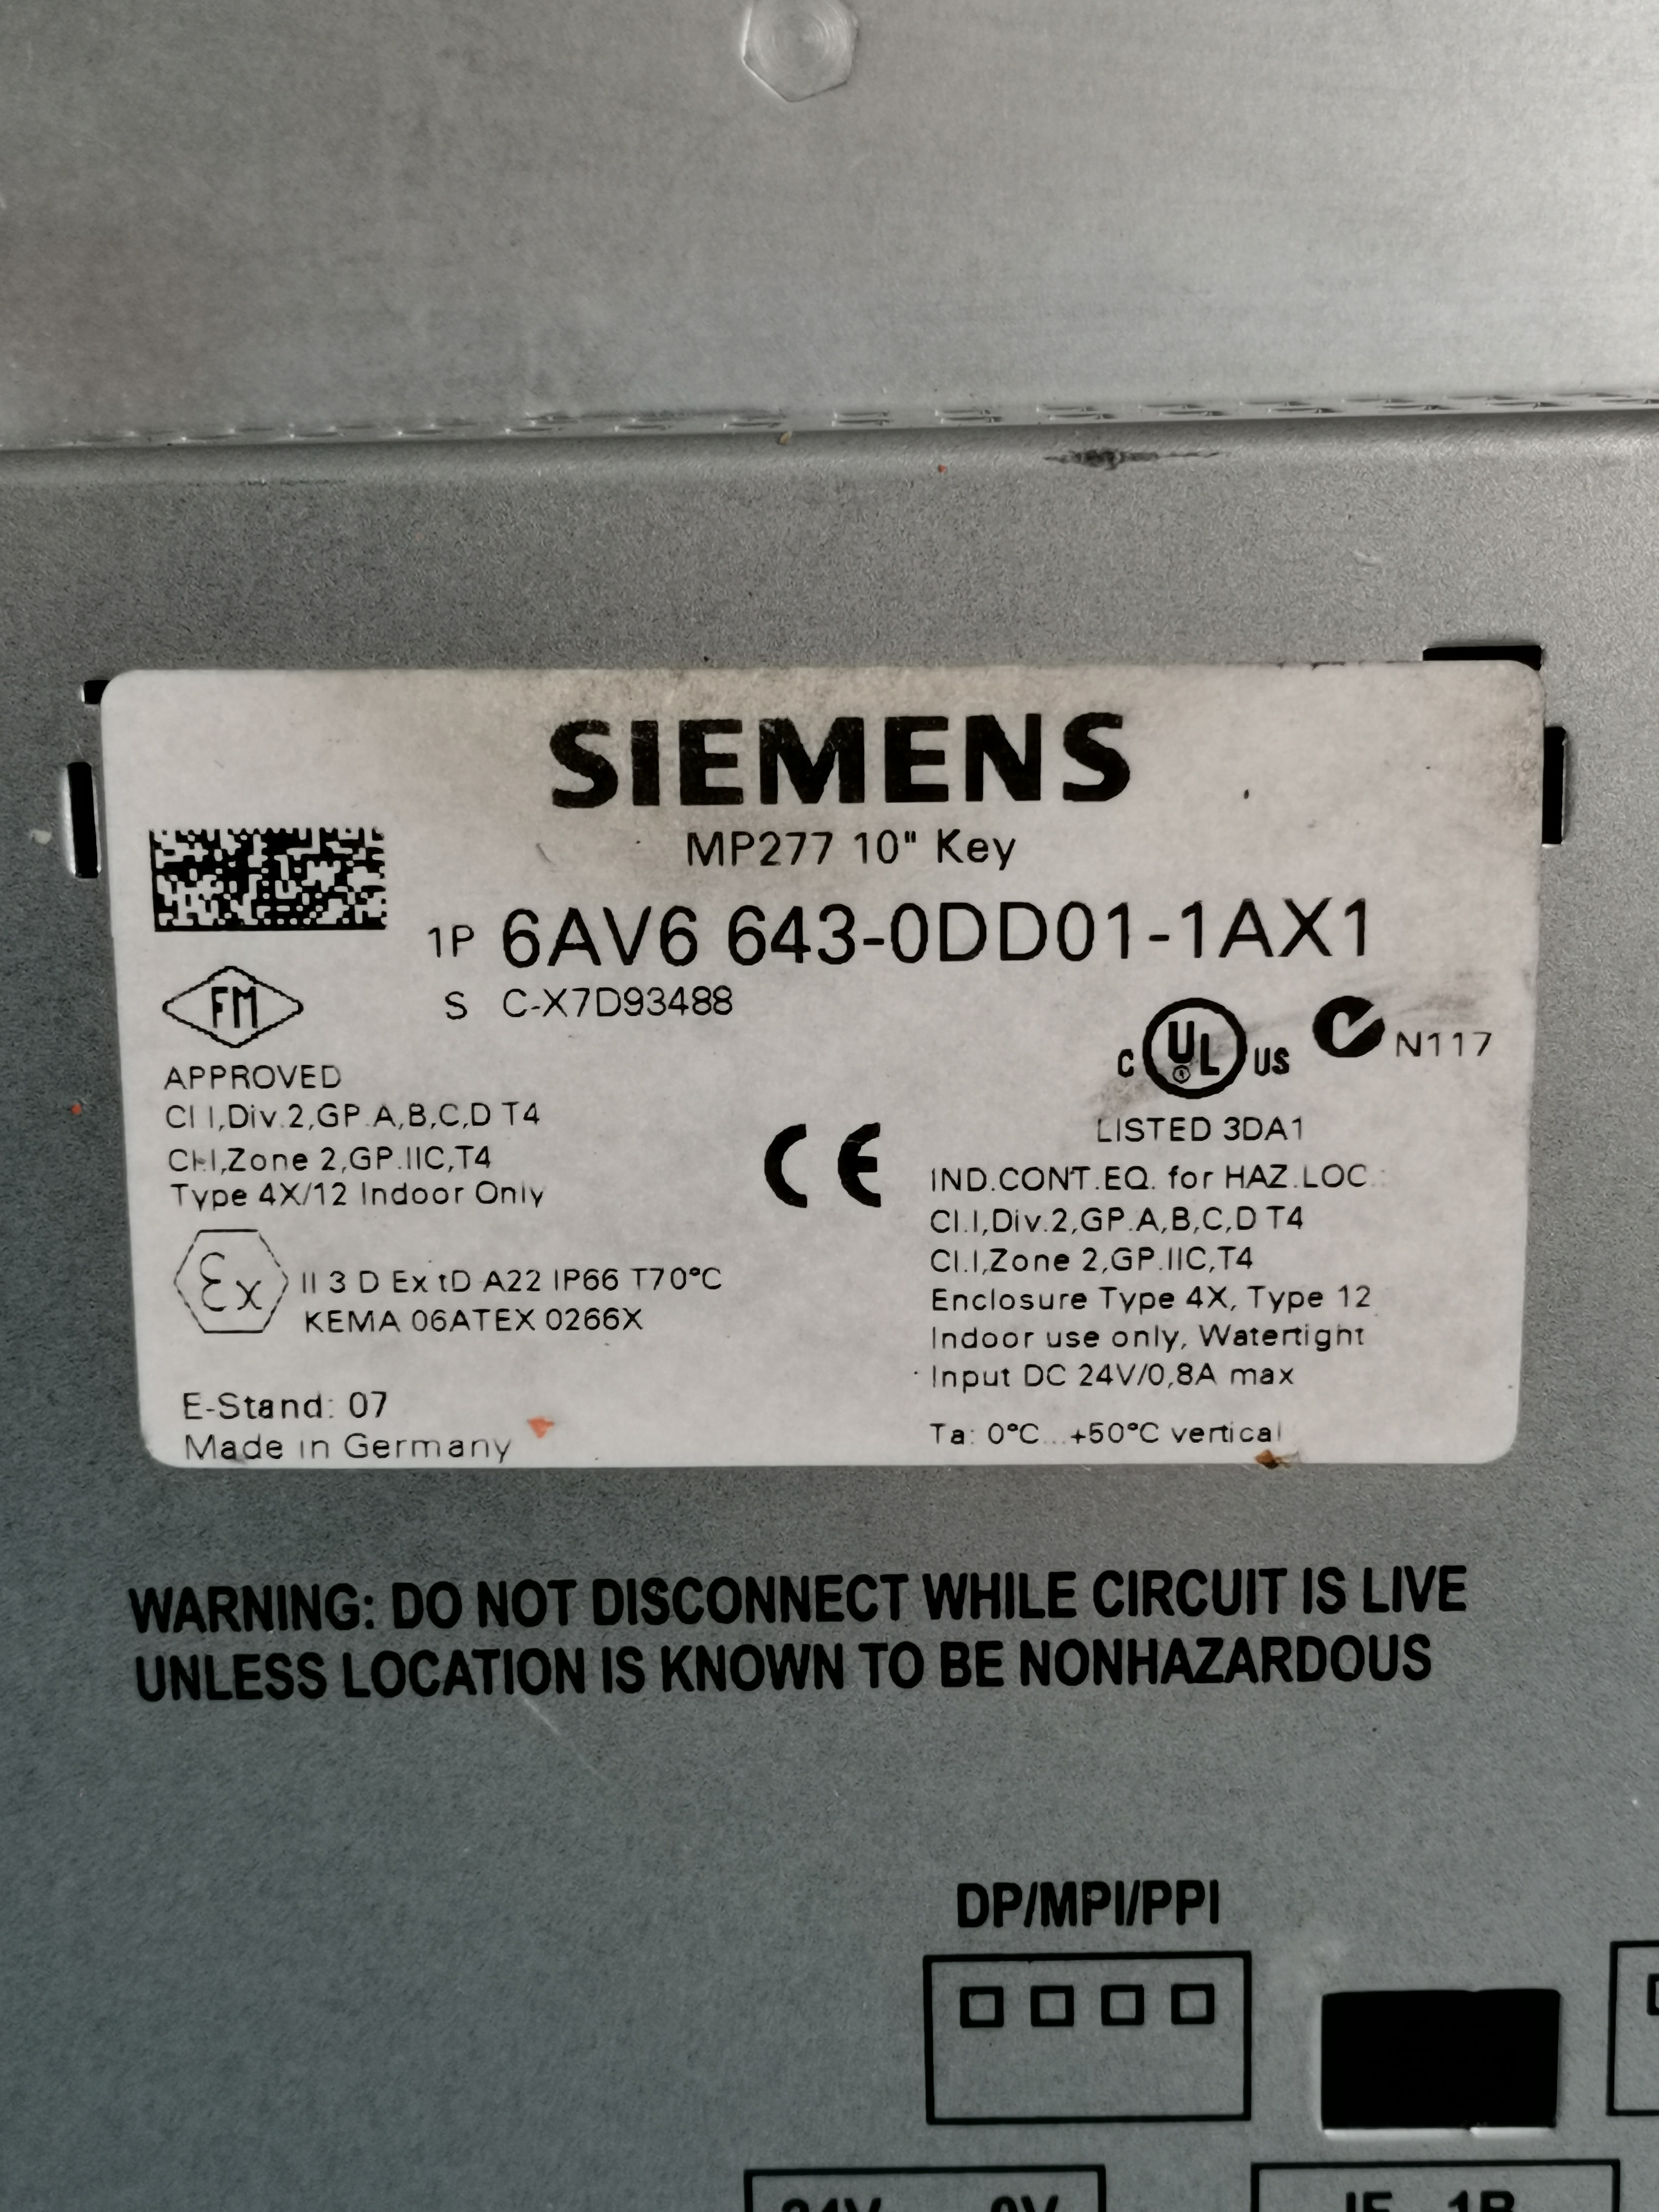 SIEMENS
MP277 10" Key
1P 6AV6 643-0DD01-1AX1
S C-X7D93488
FM
APPROVED
Cl I,Div.2,GP.A,B,C,D T4
Cl.I,Zone 2,GP.IIC,T4
Type 4X/12 Indoor Only
Ex
II 3 D Ex tD A22 IP66 T70°C
KEMA 06ATEX 0266X
E-Stand: 07
Made in Germany
CE
C UL US
N117
LISTED 3DA1
IND.CONT.EQ. for HAZ.LOC.:
Cl.I,Div.2,GP.A,B,C,D T4
Cl.I,Zone 2,GP.IIC,T4
Enclosure Type 4X, Type 12
Indoor use only, Watertight
Input DC 24V/0,8A max
Ta: 0°C...+50°C vertical
WARNING: DO NOT DISCONNECT WHILE CIRCUIT IS LIVE
UNLESS LOCATION IS KNOWN TO BE NONHAZARDOUS
DP/MPI/PPI
24V 0V
IF 1B